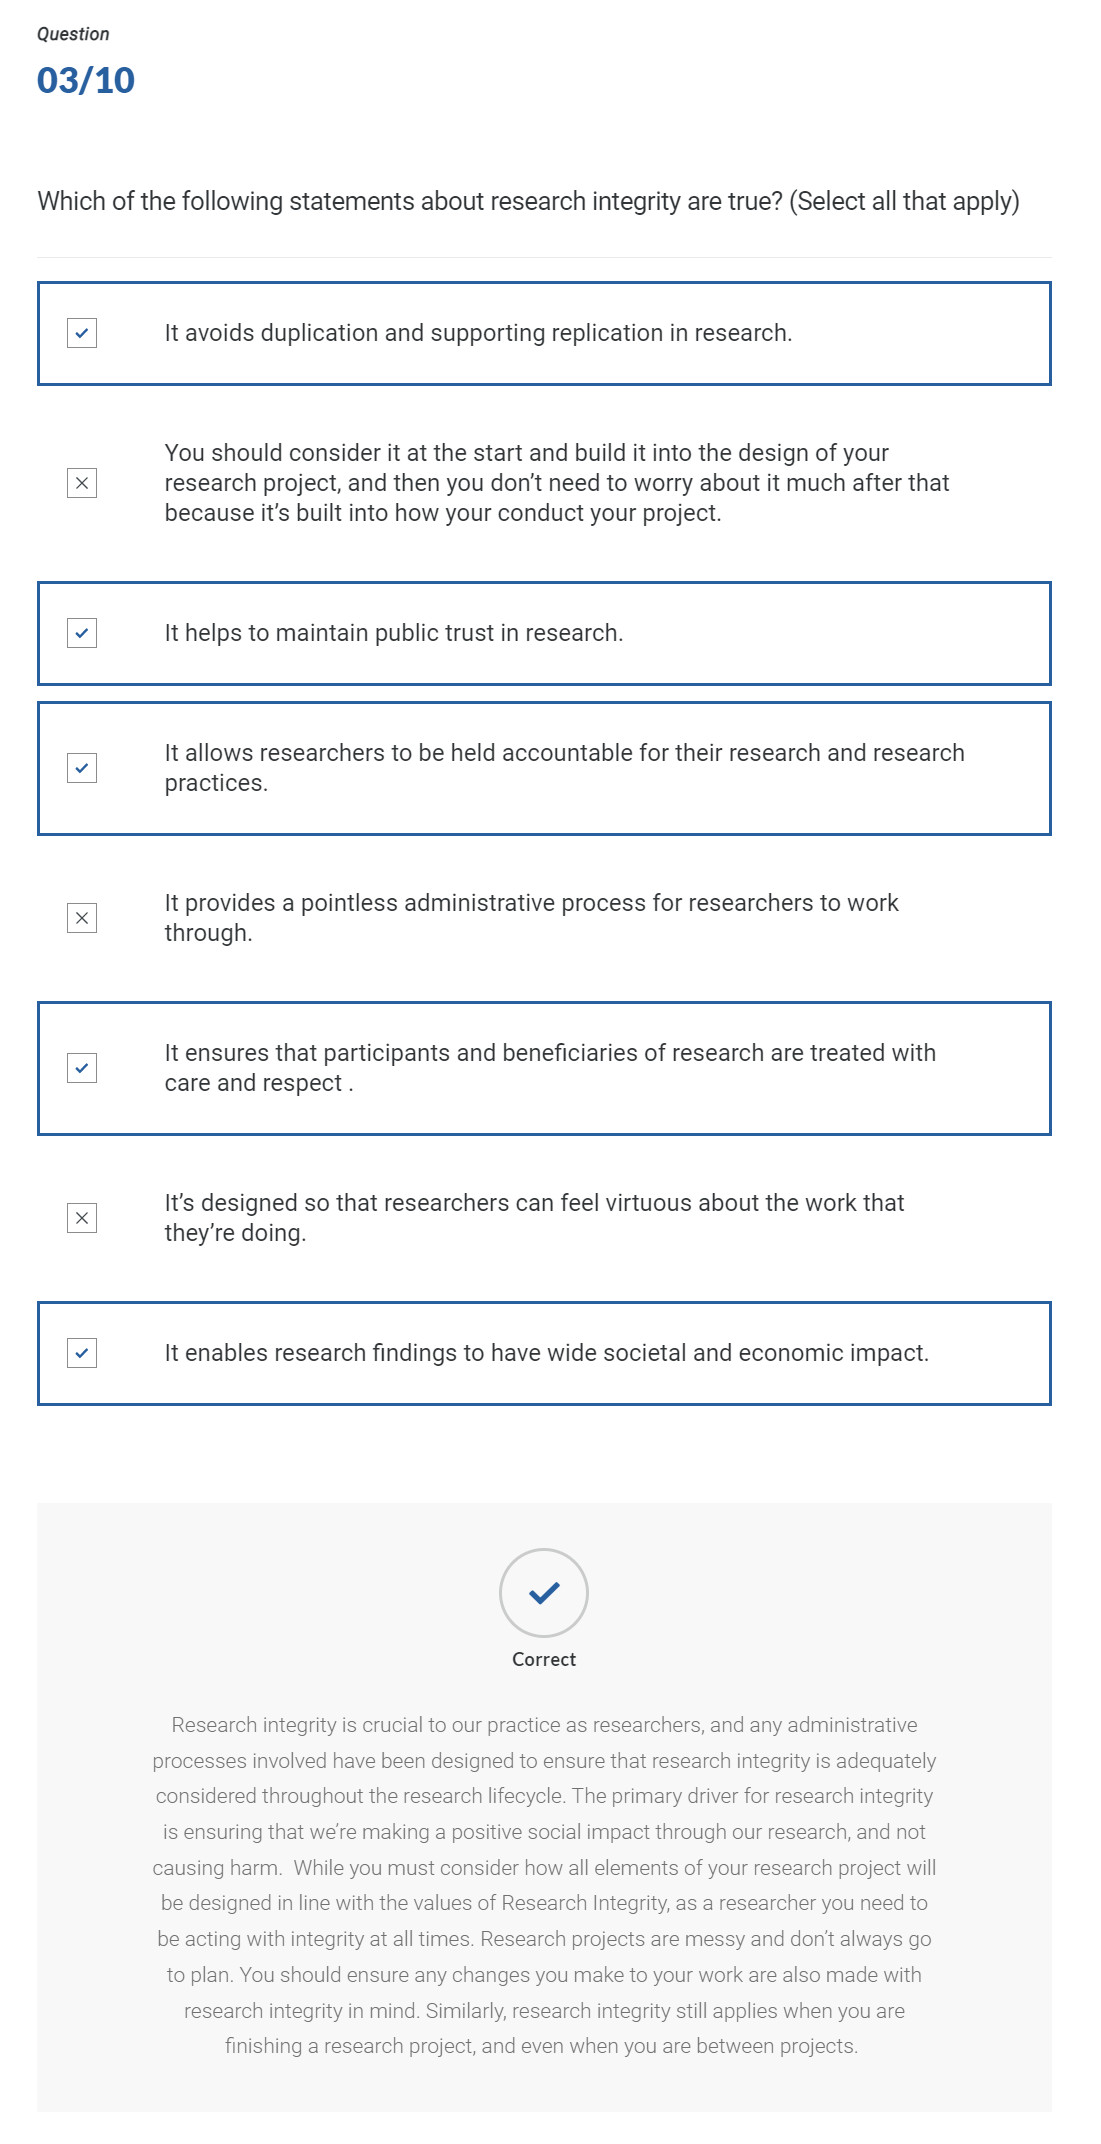 Question
03/10
Which of the following statements about research integrity are true? (Select all that apply)
It avoids duplication and supporting replication in research.
You should consider it at the start and build it into the design of your
research project, and then you don’t need to worry about it much after that
because it’s built into how your conduct your project.
It helps to maintain public trust in research.
It allows researchers to be held accountable for their research and research
practices.
It provides a pointless administrative process for researchers to work
through.
It ensures that participants and beneficiaries of research are treated with
care and respect .
It’s designed so that researchers can feel virtuous about the work that
they’re doing.
It enables research findings to have wide societal and economic impact.
Correct
Research integrity is crucial to our practice as researchers, and any administrative
processes involved have been designed to ensure that research integrity is adequately
considered throughout the research lifecycle. The primary driver for research integrity
is ensuring that we’re making a positive social impact through our research, and not
causing harm.  While you must consider how all elements of your research project will
be designed in line with the values of Research Integrity, as a researcher you need to
be acting with integrity at all times. Research projects are messy and don’t always go
to plan. You should ensure any changes you make to your work are also made with
research integrity in mind. Similarly, research integrity still applies when you are
finishing a research project, and even when you are between projects.